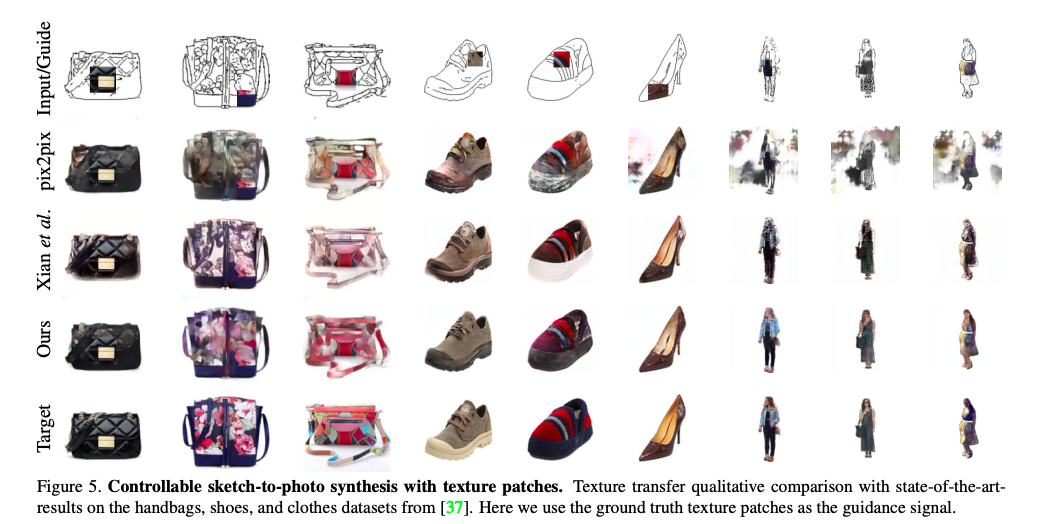 Input/Guide
pix2pix
Xian et al.
Ours
Target
Figure 5. Controllable sketch-to-photo synthesis with texture patches. Texture transfer qualitative comparison with state-of-the-art-
results on the handbags, shoes, and clothes datasets from [37]. Here we use the ground truth texture patches as the guidance signal.